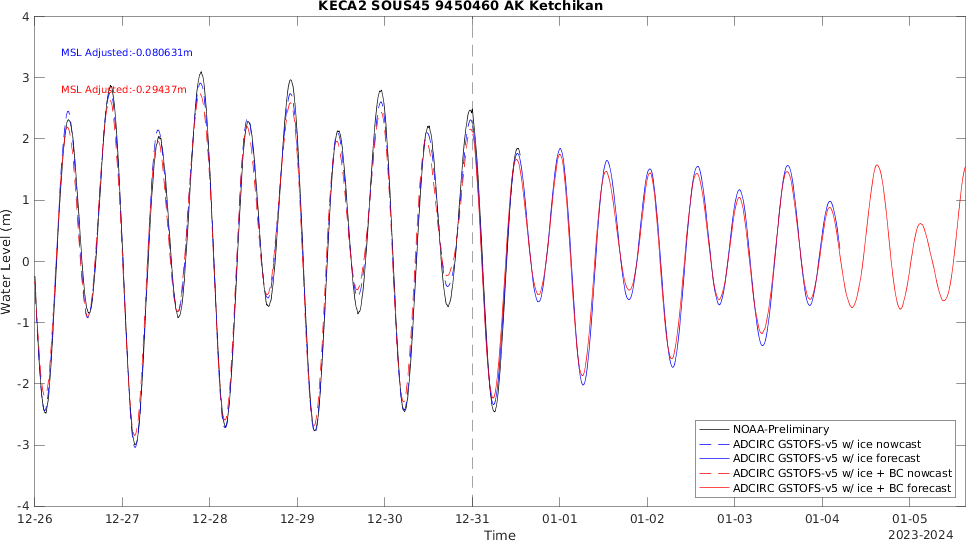 KECA2 SOUS45 9450460 AK Ketchikan
MSL Adjusted:-0.080631m
MSL Adjusted:-0.29437m
Water Level (m)
4
3
2
1
0
-1
-2
-3
-4
NOAA-Preliminary
ADCIRC GSTOFS-v5 w/ ice nowcast
ADCIRC GSTOFS-v5 w/ ice forecast
ADCIRC GSTOFS-v5 w/ ice + BC nowcast
ADCIRC GSTOFS-v5 w/ ice + BC forecast
12-26 12-27 12-28 12-29 12-30 12-31 01-01 01-02 01-03 01-04 01-05
Time
2023-2024